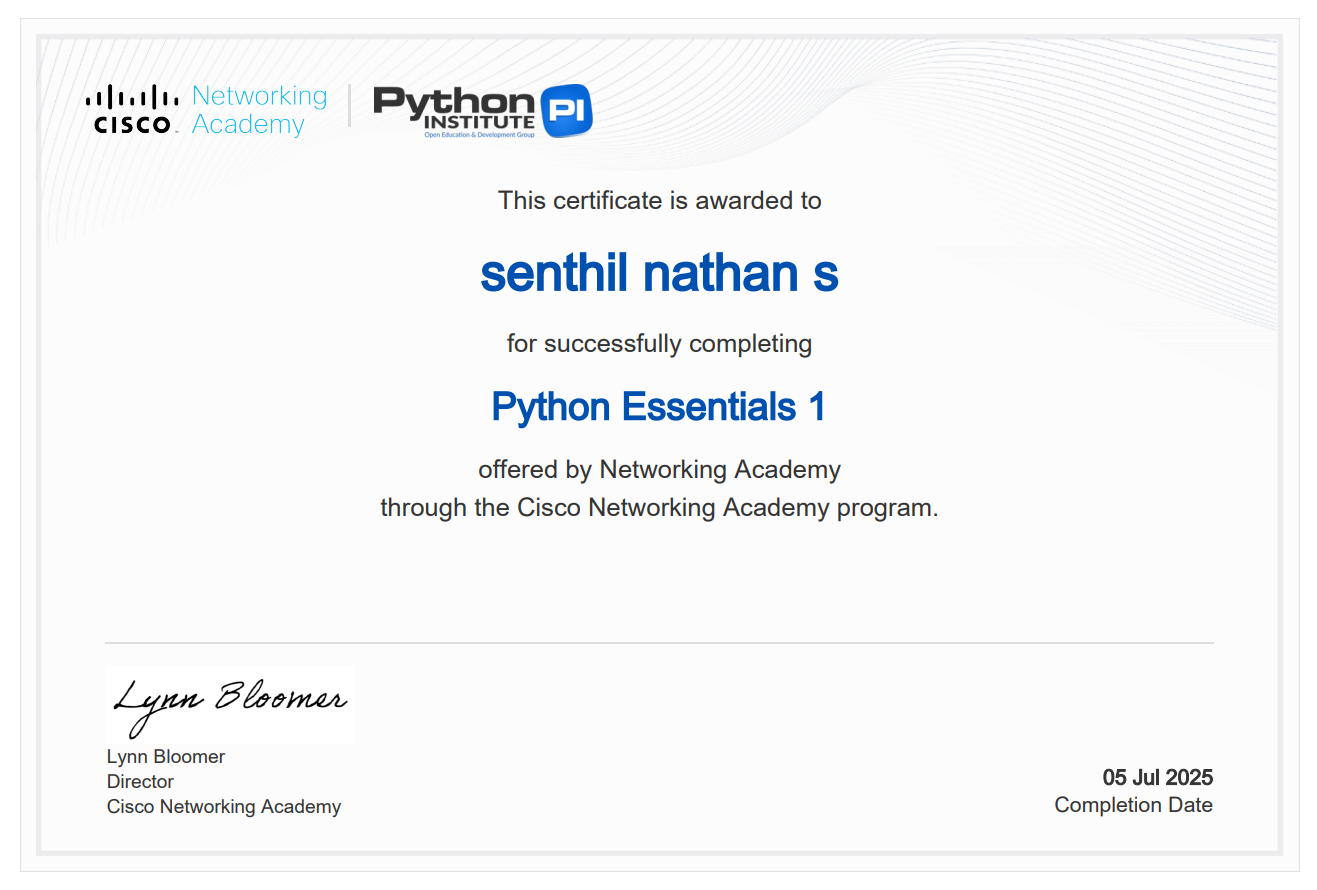 CISCO
Networking
Academy
Python
INSTITUTE
Open Education & Development Group
PI
This certificate is awarded to
senthil nathan s
for successfully completing
Python Essentials 1
offered by Networking Academy
through the Cisco Networking Academy program.
Lynn Bloomer
Lynn Bloomer
Director
Cisco Networking Academy
05 Jul 2025
Completion Date